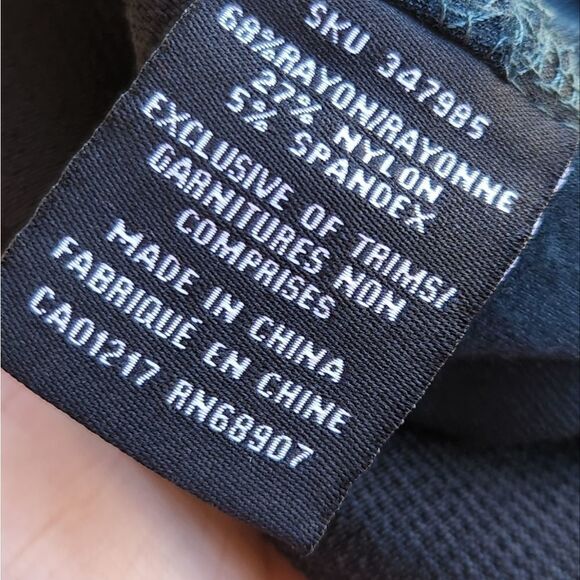 SKU 347985
68%RAYON/RAYONNE
27% NYLON
5% SPANDEX
EXCLUSIVE OF TRIMS/
GARNITURES NON
COMPRISES
MADE IN CHINA
FABRIQUÉ EN CHINE
CA01217 RN68907